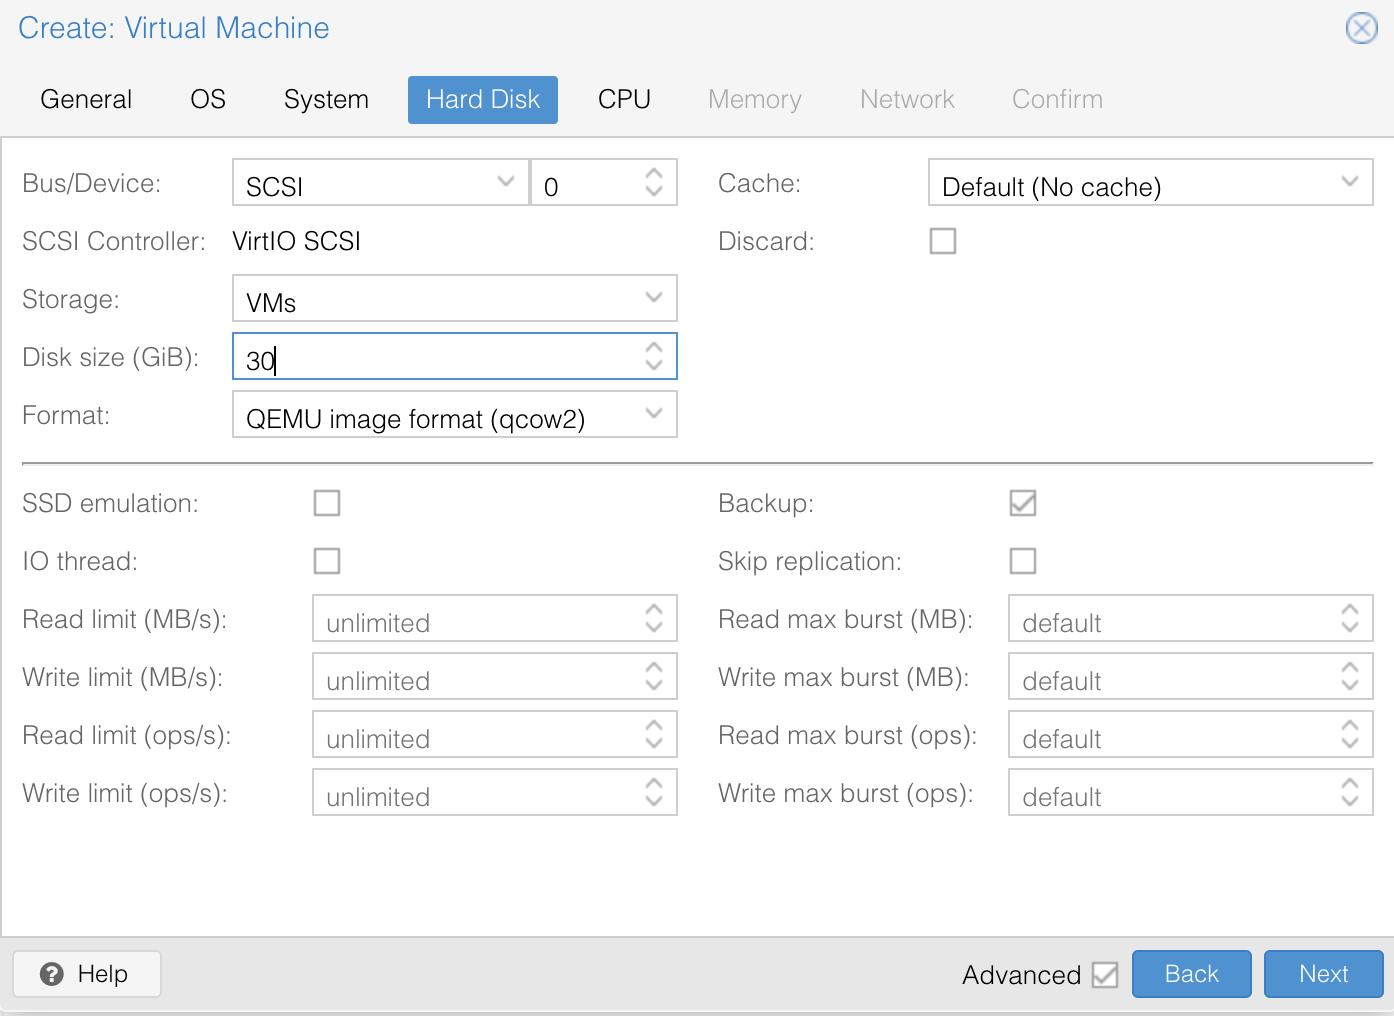 Create: Virtual Machine
General OS System Hard Disk CPU Memory Network Confirm
Bus/Device: SCSI 0 Cache: Default (No cache)
SCSI Controller: VirtIO SCSI Discard:
Storage: VMs
Disk size (GiB): 30
Format: QEMU image format (qcow2)
SSD emulation: Backup:
IO thread: Skip replication:
Read limit (MB/s): unlimited Read max burst (MB): default
Write limit (MB/s): unlimited Write max burst (MB): default
Read limit (ops/s): unlimited Read max burst (ops): default
Write limit (ops/s): unlimited Write max burst (ops): default
? Help Advanced Back Next